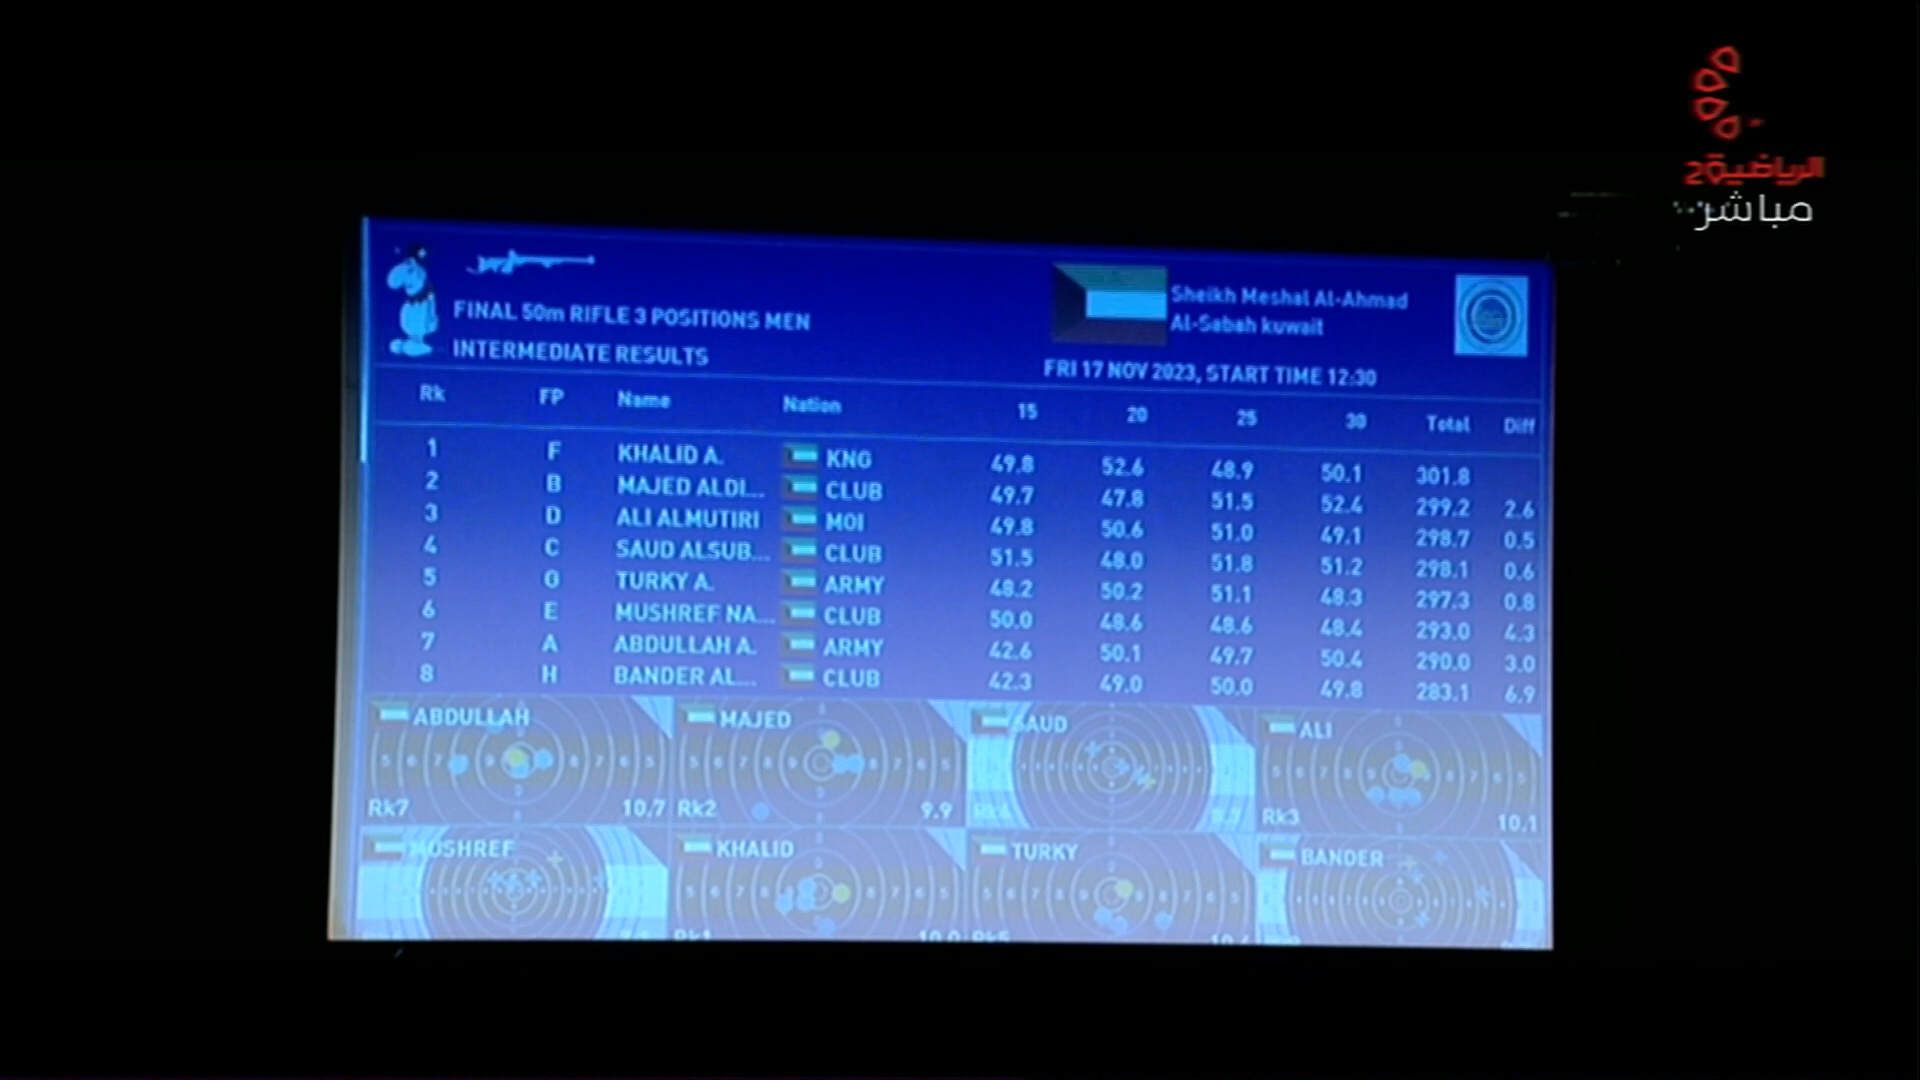 الرياضية
مباشر
FINAL 50m RIFLE 3 POSITIONS MEN
INTERMEDIATE RESULTS
Sheikh Meshal Al-Ahmad
Al-Sabah kuwait
FRI 17 NOV 2023, START TIME 12:30
Rk FP Name Nation 15 20 25 30 Total Diff
1 F KHALID A. KNG 49.8 52.6 48.9 50.1 301.8
2 B MAJED ALDI... CLUB 49.7 47.8 51.5 52.4 299.2 2.6
3 D ALI ALMUTIRI MOI 49.8 50.6 51.0 49.1 298.7 0.5
4 C SAUD ALSUB... CLUB 51.5 48.0 51.8 51.2 298.1 0.6
5 G TURKY A. ARMY 48.2 50.2 51.1 48.3 297.3 0.8
6 E MUSHREF NA... CLUB 50.0 48.6 48.6 48.4 293.0 4.3
7 A ABDULLAH A. ARMY 42.6 50.1 49.7 50.4 290.0 3.0
8 H BANDER AL... CLUB 42.3 49.0 50.0 49.8 283.1 6.9
ABDULLAH MAJED SAUD ALI
Rk7 10.7 Rk2 9.9 Rk3 10.1
MUSHREF KHALID TURKY BANDER
Rk1 10.0 Rk5